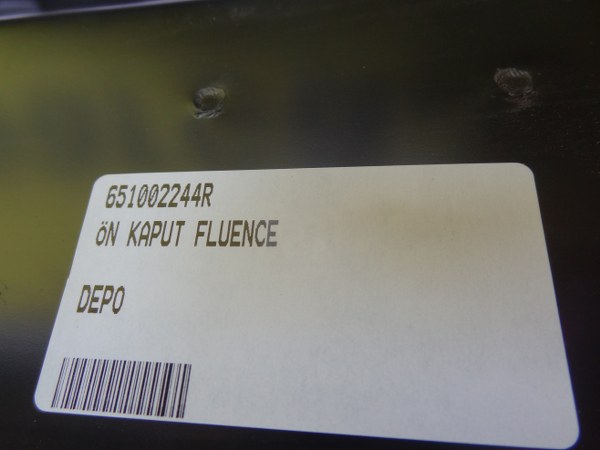 651002244R
öN KAPUT FLUENCE
DEPO